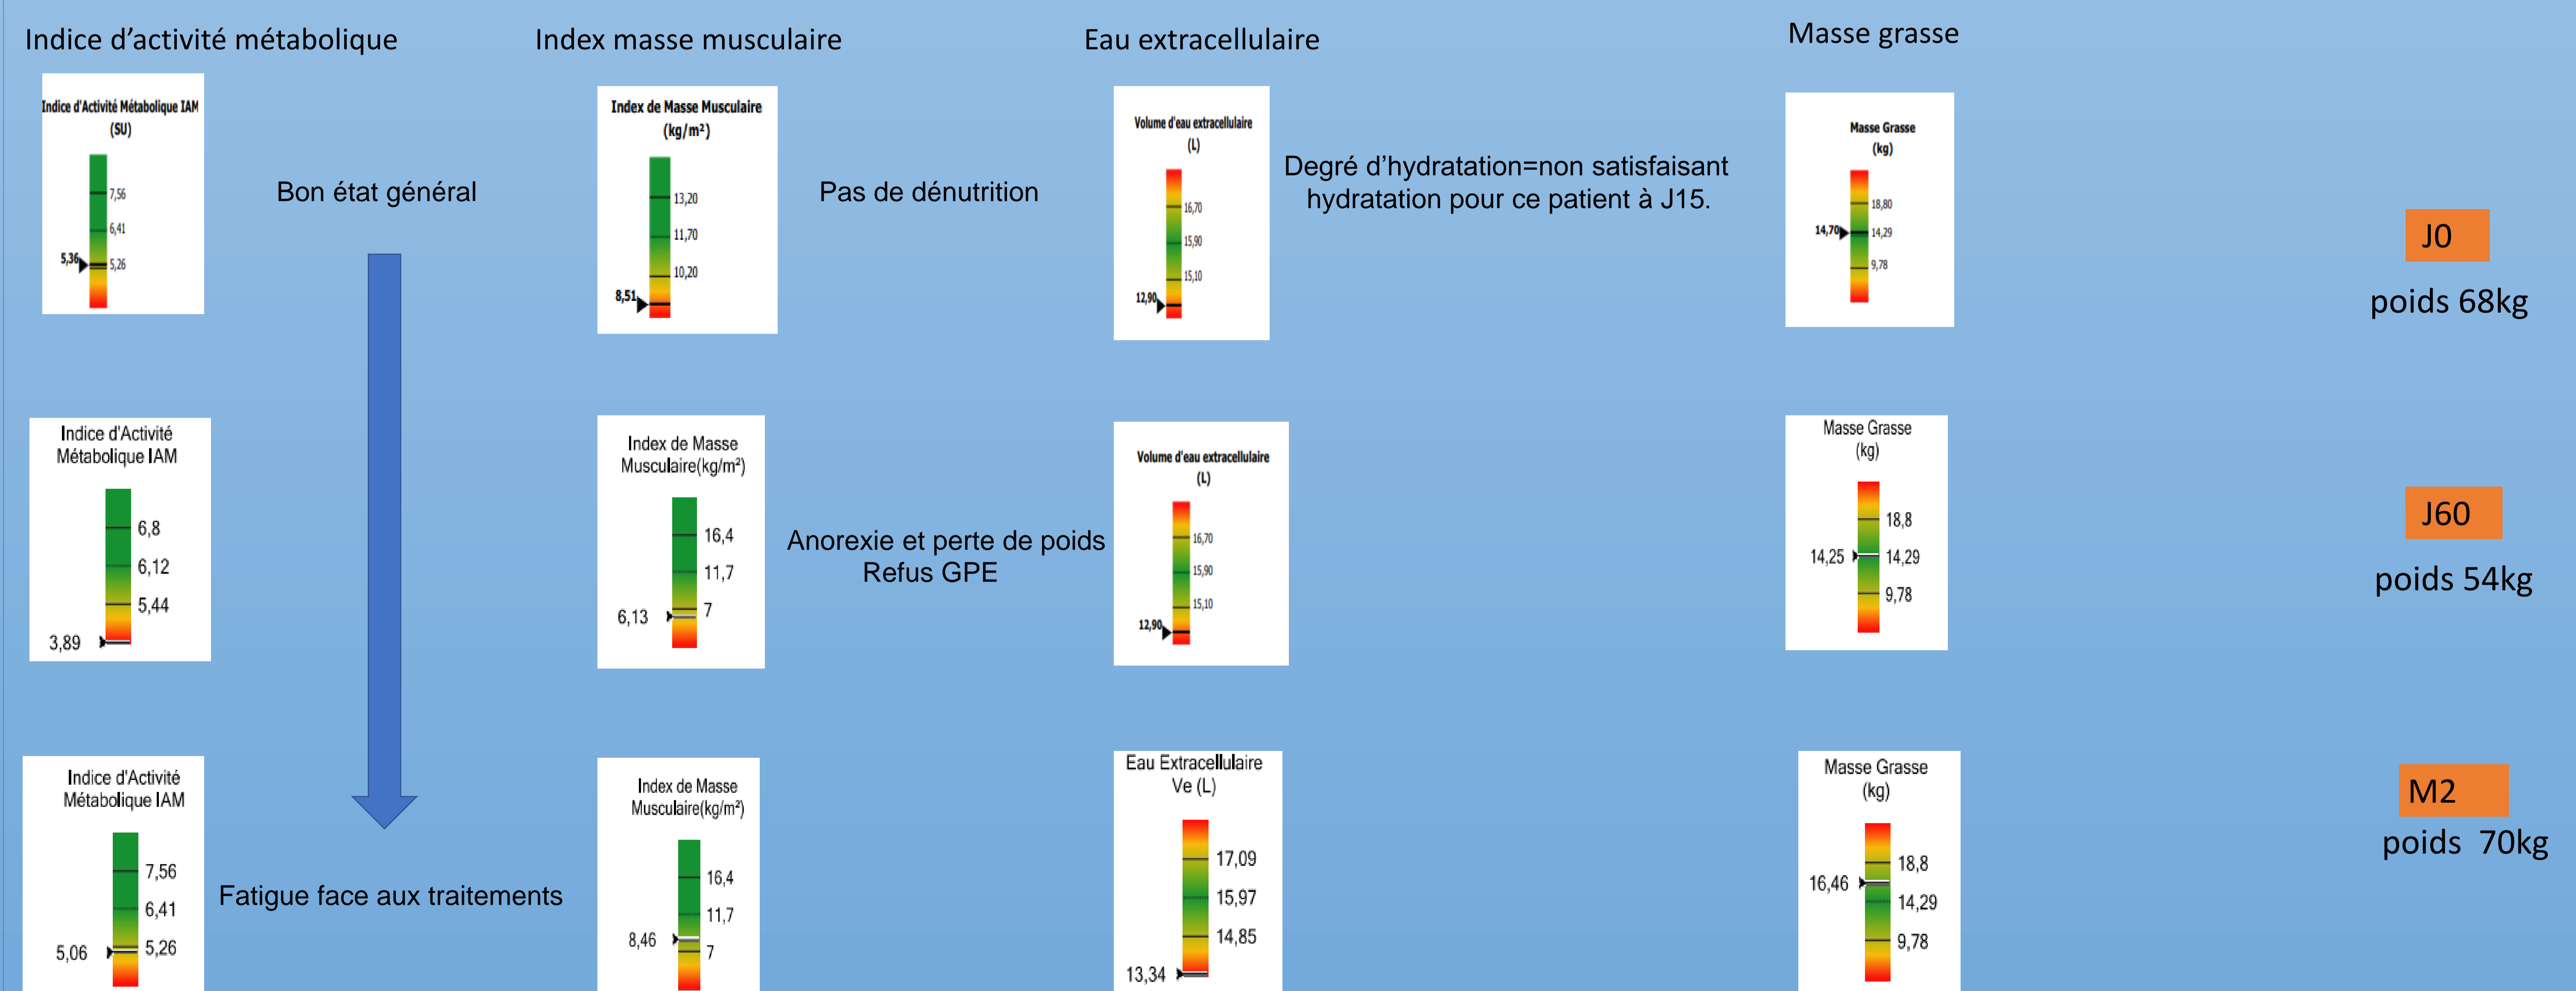 Indice d'activité métabolique
Index masse musculaire
Eau extracellulaire
Masse grasse
Indice d'Activité Métabolique IAM
(SU)
7,56
6,41
5,36
5,26
Bon état général
Index de Masse Musculaire
(kg/m²)
13,20
11,70
10,20
8,51
Pas de dénutrition
Volume d'eau extracellulaire
(L)
16,70
15,90
15,10
12,90
Degré d'hydratation=non satisfaisant
hydratation pour ce patient à J15.
Masse Grasse
(kg)
18,80
14,70
14,29
9,78
J0
poids 68kg
Indice d'Activité
Métabolique IAM
6,8
6,12
5,44
3,89
Index de Masse
Musculaire(kg/m²)
16,4
11,7
7
6,13
Anorexie et perte de poids
Refus GPE
Volume d'eau extracellulaire
(L)
16,70
15,90
15,10
12,90
Masse Grasse
(kg)
18,8
14,25
14,29
9,78
J60
poids 54kg
Indice d'Activité
Métabolique IAM
7,56
6,41
5,26
5,06
Fatigue face aux traitements
Index de Masse
Musculaire(kg/m²)
16,4
11,7
8,46
7
Eau Extracellulaire
Ve (L)
17,09
15,97
14,85
13,34
Masse Grasse
(kg)
18,8
16,46
14,29
9,78
M2
poids 70kg